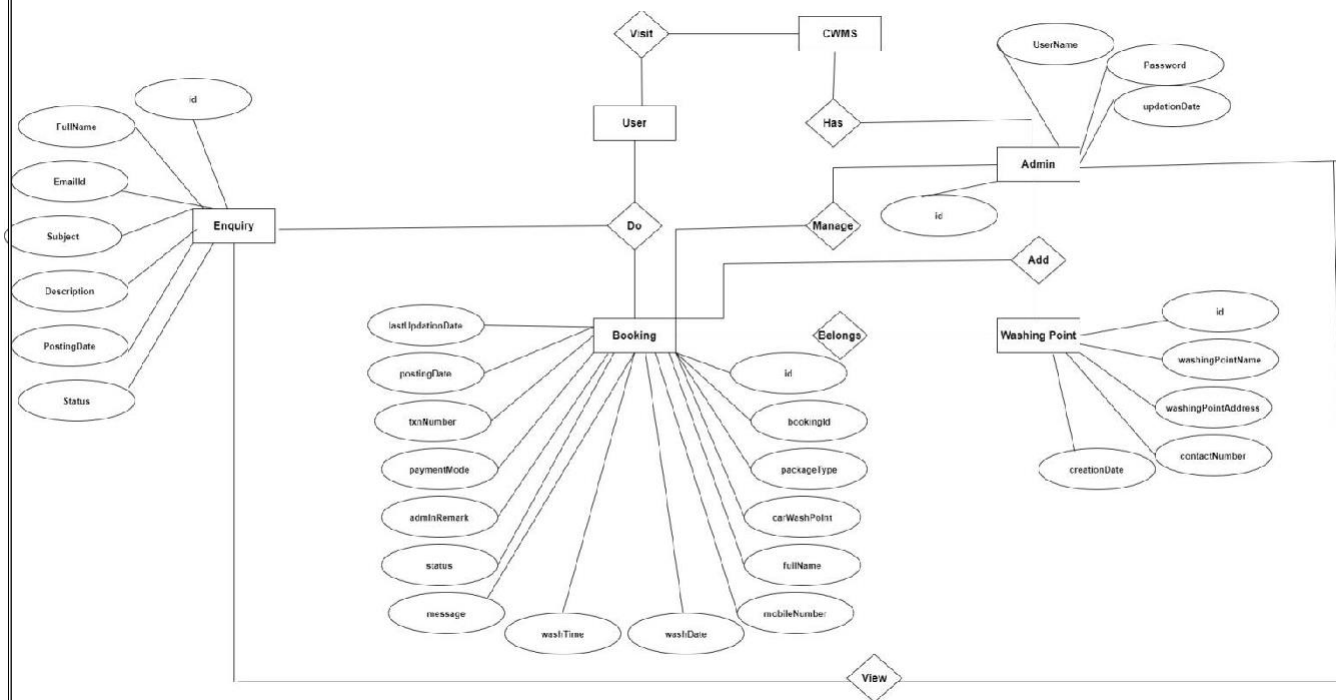 Visit
CWMS
UserName
Password
updationDate
id
FullName
User
Has
Admin
EmailId
id
Subject
Enquiry
Do
Manage
Add
Description
PostingDate
Status
lastUpdationDate
Booking
Belongs
Washing Point
id
washingPointName
washingPointAddress
contactNumber
creationDate
postingDate
id
txnNumber
bookingId
paymentMode
packageType
adminRemark
carWashPoint
status
fullName
message
washTime
washDate
mobileNumber
View